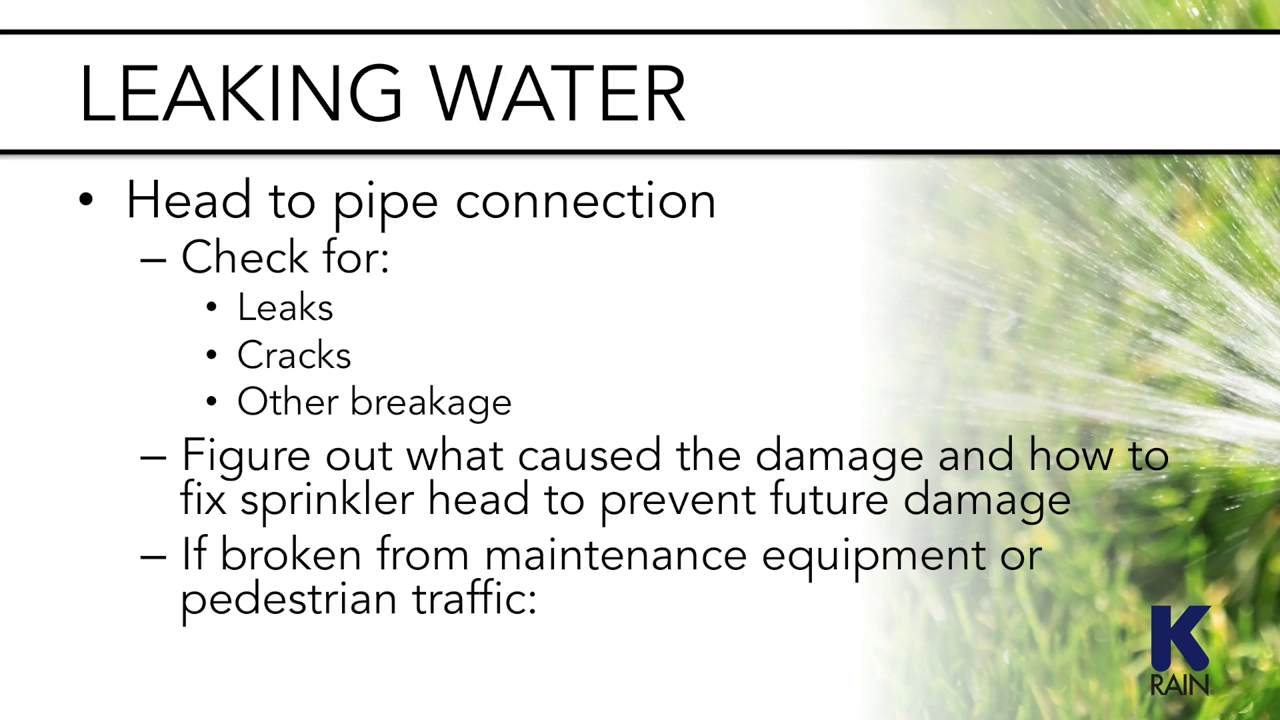 LEAKING WATER
• Head to pipe connection
– Check for:
• Leaks
• Cracks
• Other breakage
– Figure out what caused the damage and how to
fix sprinkler head to prevent future damage
– If broken from maintenance equipment or
pedestrian traffic:
K
RAIN